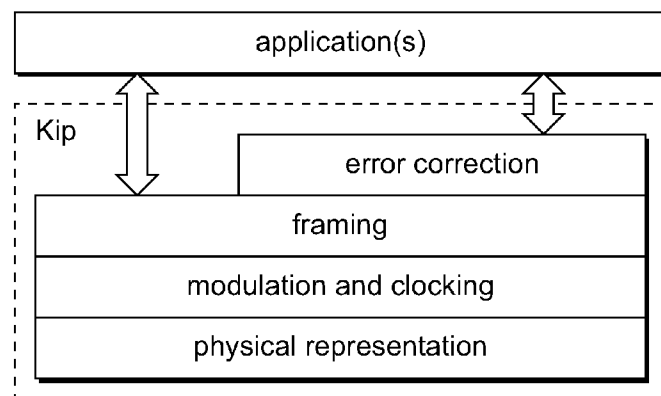 application(s)
Kip
error correction
framing
modulation and clocking
physical representation